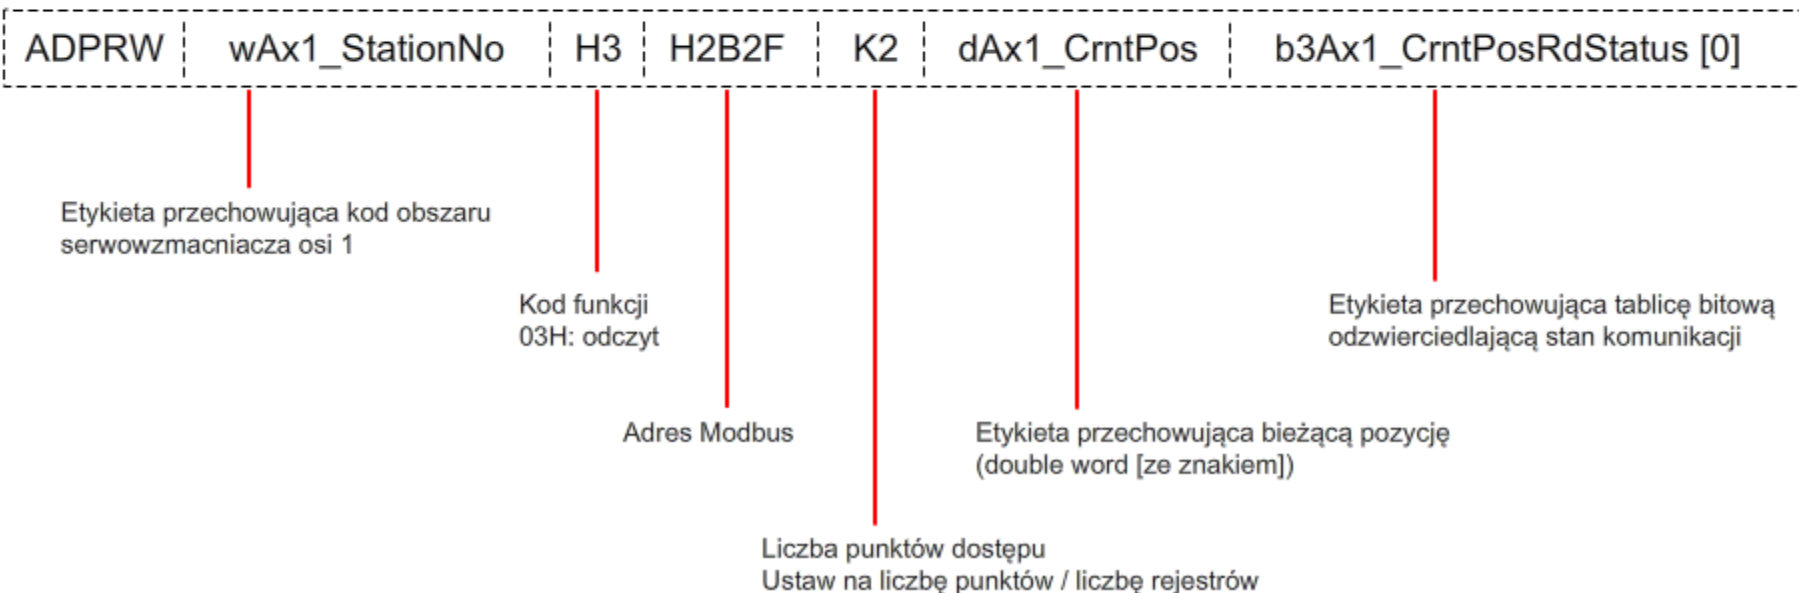 ADPRW wAx1_StationNo H3 H2B2F K2 dAx1_CrntPos b3Ax1_CrntPosRdStatus [0]
Etykieta przechowująca kod obszaru
serwowzmacniacza osi 1
Kod funkcji
03H: odczyt
Etykieta przechowująca tablicę bitową
odzwierciedlającą stan komunikacji
Adres Modbus
Etykieta przechowująca bieżącą pozycję
(double word [ze znakiem])
Liczba punktów dostępu
Ustaw na liczbę punktów / liczbę rejestrów